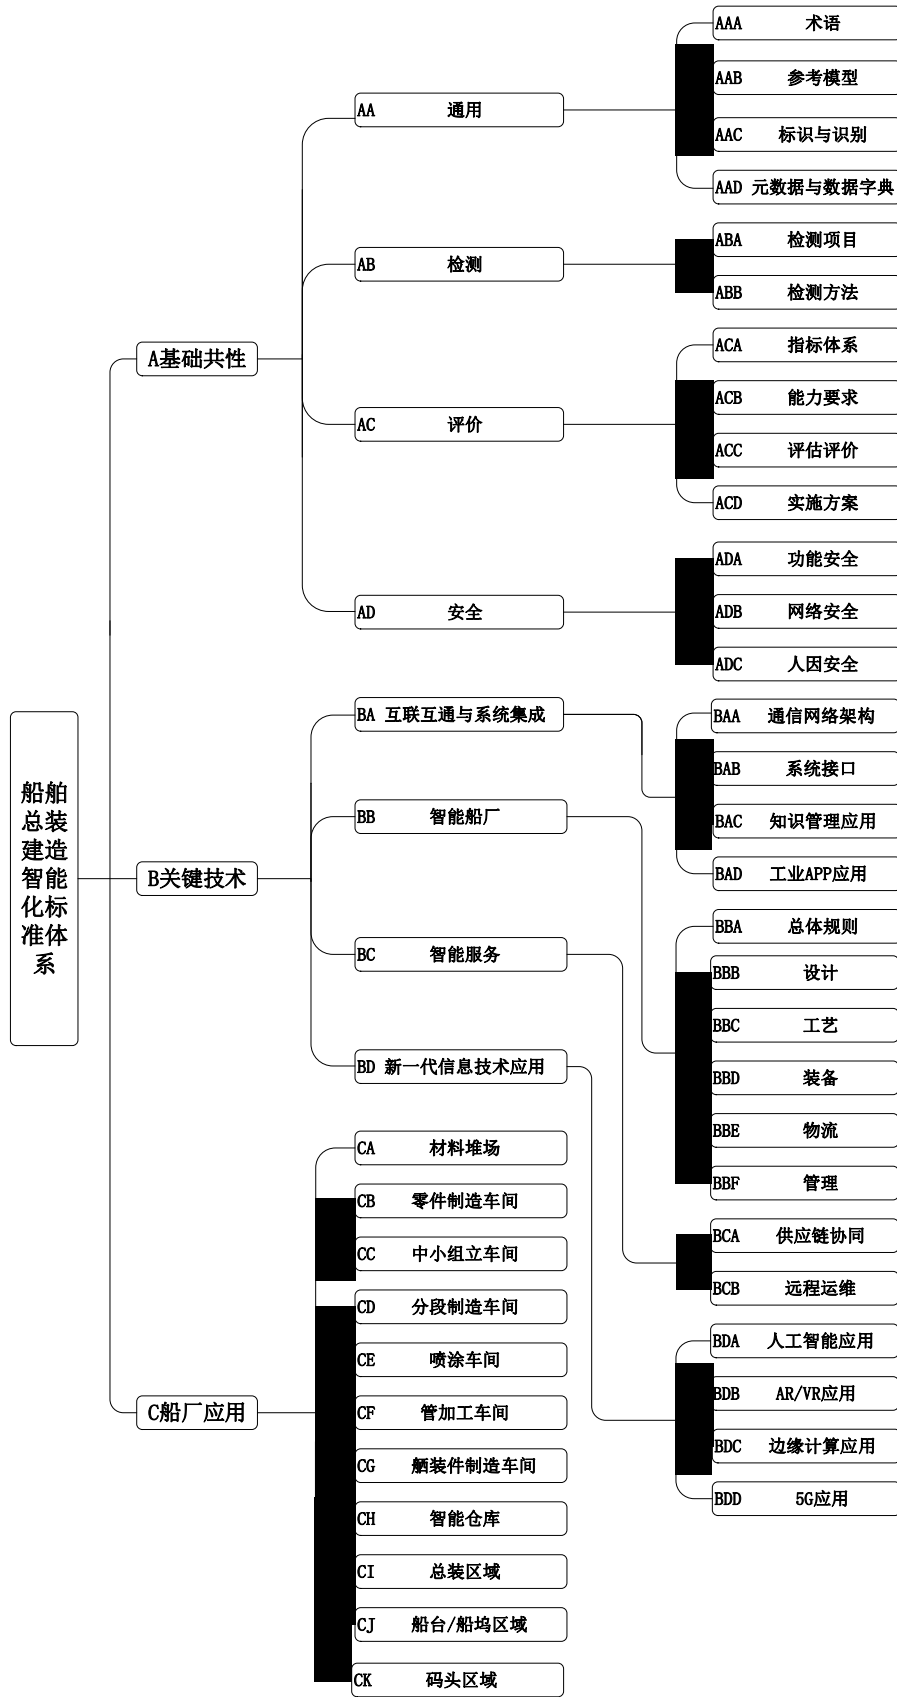 船舶
总装
建造
智能
化标
准体
系
A基础共性
AA 通用
AAA 术语
AAB 参考模型
AAC 标识与识别
AAD 元数据与数据字典
AB 检测
ABA 检测项目
ABB 检测方法
AC 评价
ACA 指标体系
ACB 能力要求
ACC 评估评价
ACD 实施方案
AD 安全
ADA 功能安全
ADB 网络安全
ADC 人因安全
B关键技术
BA 互联互通与系统集成
BAA 通信网络架构
BAB 系统接口
BAC 知识管理应用
BAD 工业APP应用
BB 智能船厂
BBA 总体规则
BBB 设计
BBC 工艺
BBD 装备
BBE 物流
BBF 管理
BC 智能服务
BCA 供应链协同
BCB 远程运维
BD 新一代信息技术应用
BDA 人工智能应用
BDB AR/VR应用
BDC 边缘计算应用
BDD 5G应用
C船厂应用
CA 材料堆场
CB 零件制造车间
CC 中小组立车间
CD 分段制造车间
CE 喷涂车间
CF 管加工车间
CG 舾装件制造车间
CH 智能仓库
CI 总装区域
CJ 船台/船坞区域
CK 码头区域